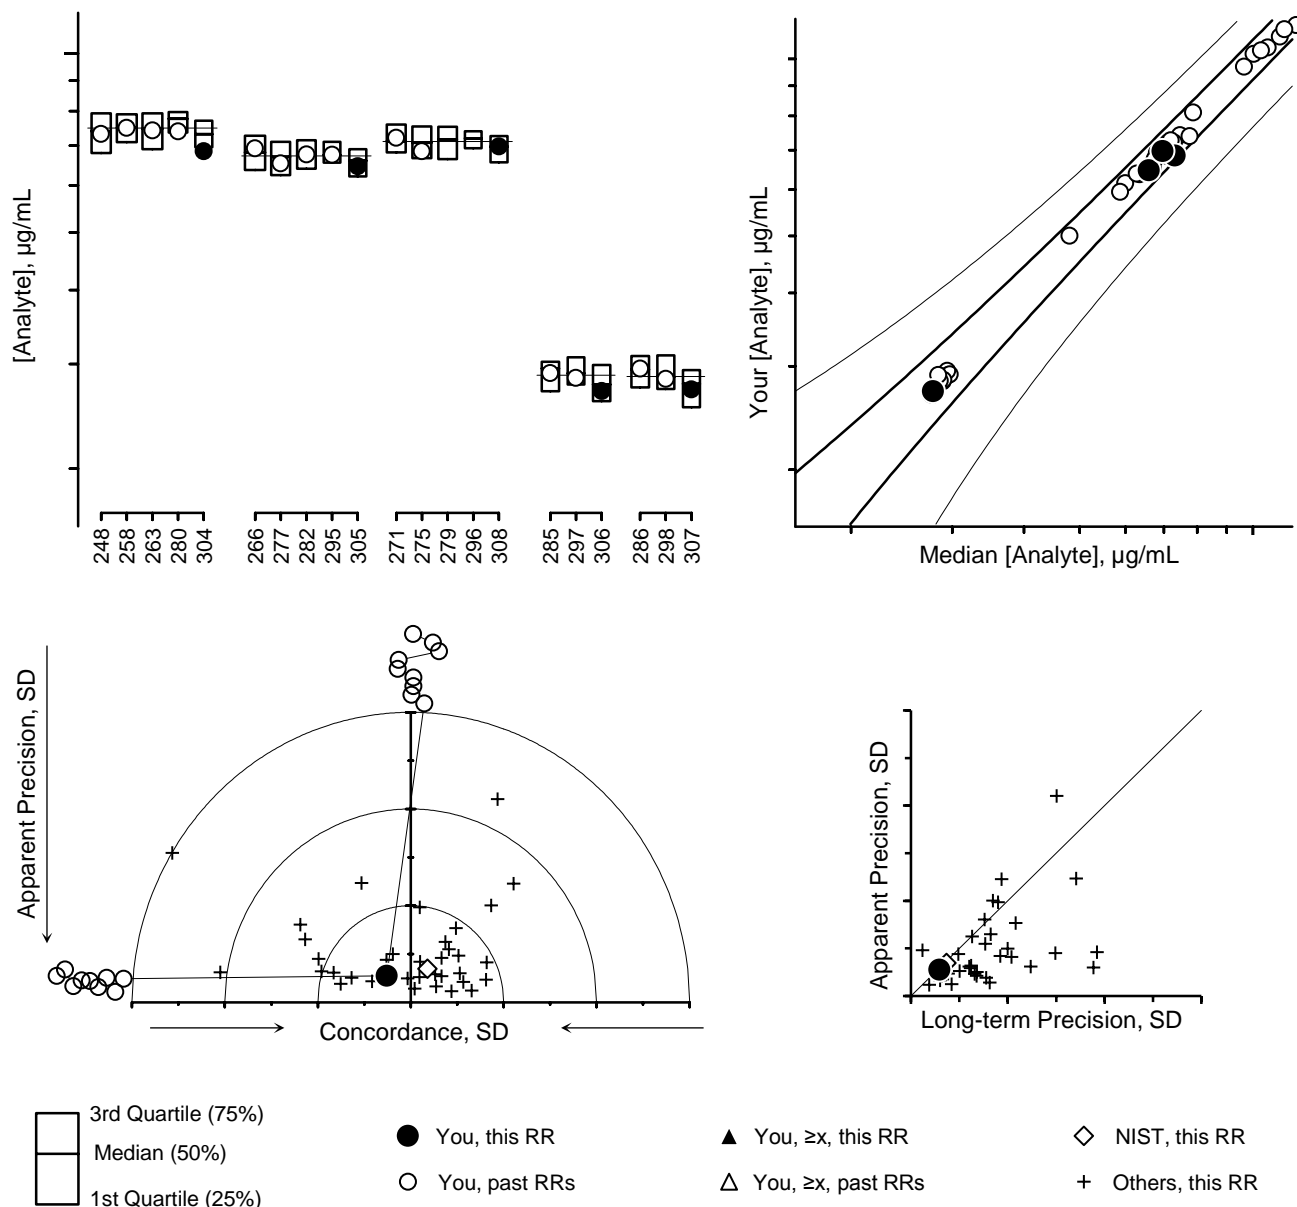 [Analyte], µg/mL
248
258
263
280
304
266
277
282
295
305
271
275
279
296
308
285
297
306
286
298
307
Your [Analyte], µg/mL
Median [Analyte], µg/mL
Apparent Precision, SD
Concordance, SD
Apparent Precision, SD
Long-term Precision, SD
3rd Quartile (75%)
Median (50%)
1st Quartile (25%)
You, this RR
You, past RRs
You, ≥x, this RR
You, ≥x, past RRs
NIST, this RR
Others, this RR